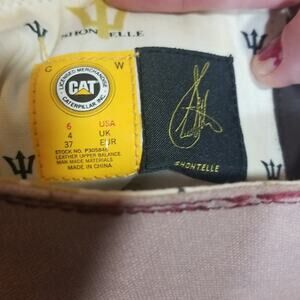 SHONTELLE
C W
LICENSED MERCHANDISE
CAT
CATERPILLAR INC.
6 USA
4 UK
37 EUR
STOCK NO. P305846
LEATHER UPPER BALANCE
MAN MADE MATERIALS
MADE IN CHINA
SHONTELLE